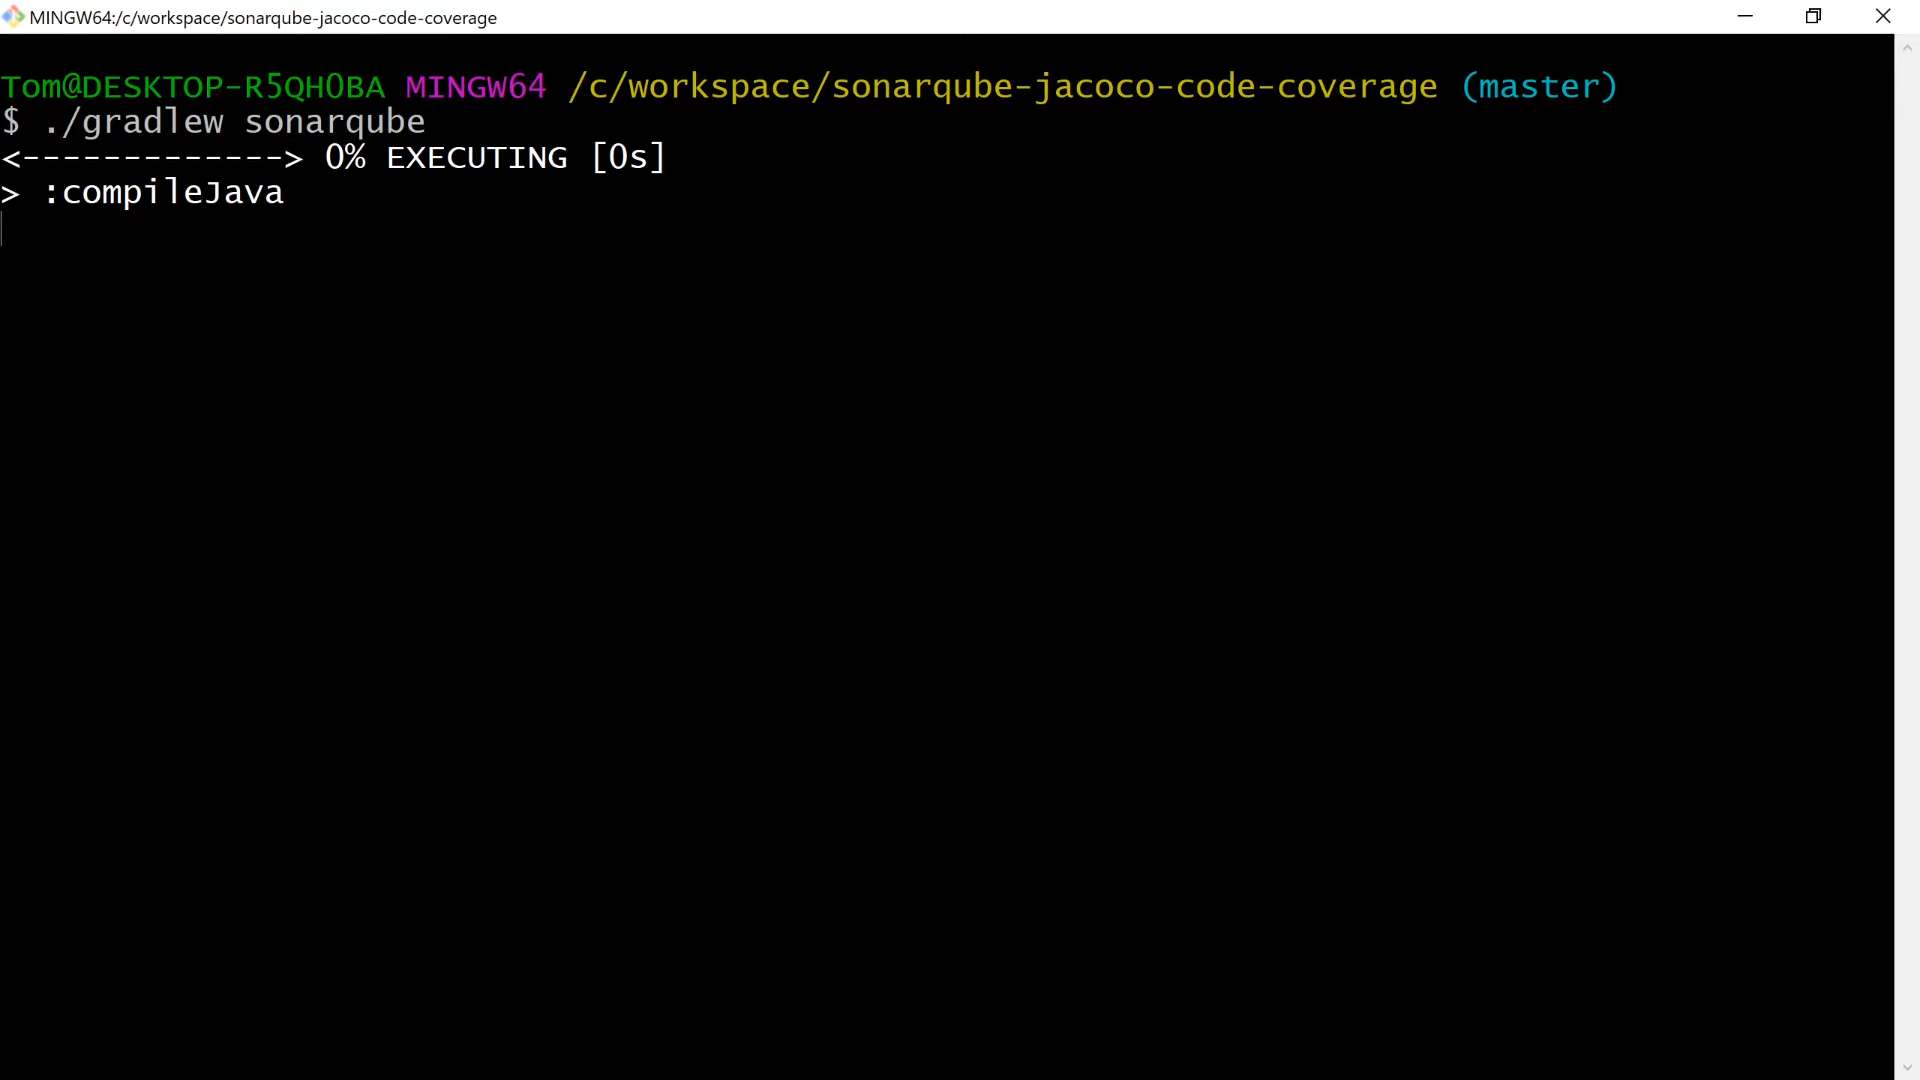 MINGW64:/c/workspace/sonarqube-jacoco-code-coverage
Tom@DESKTOP-R5QH0BA MINGW64 /c/workspace/sonarqube-jacoco-code-coverage (master)
$ ./gradlew sonarqube
<-------------> 0% EXECUTING [0s]
> :compileJava